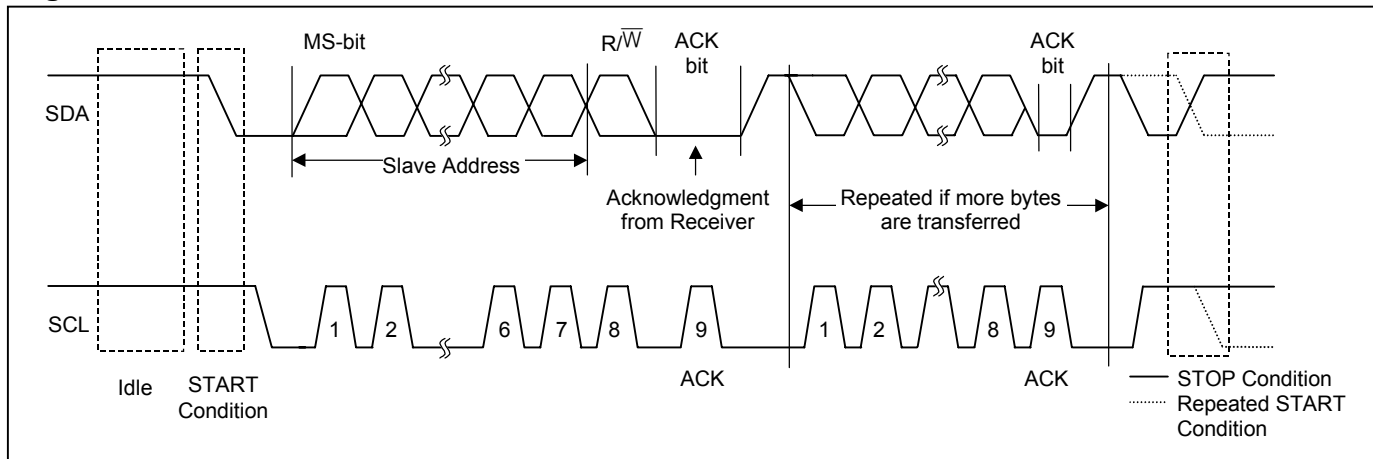 MS-bit
R/W̅
ACK
bit
ACK
bit
SDA
Slave Address
Acknowledgment
from Receiver
Repeated if more bytes
are transferred
SCL
1
2
6
7
8
9
1
2
8
9
Idle
START
Condition
ACK
ACK
STOP Condition
Repeated START
Condition